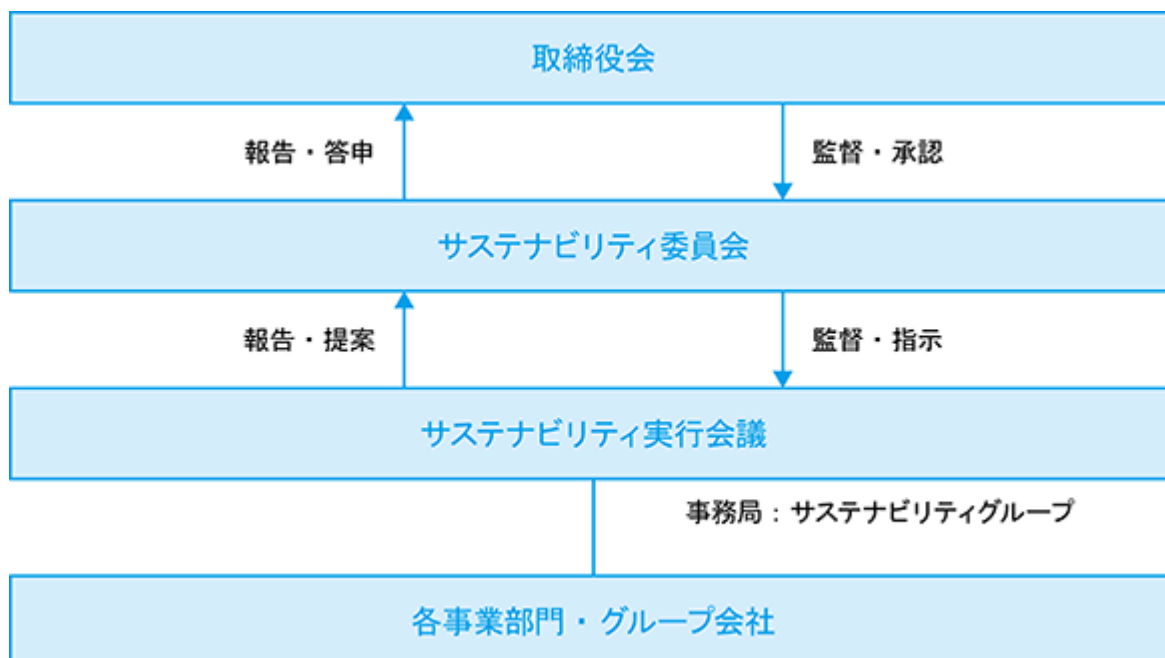 取締役会
報告・答申
監督・承認
サステナビリティ委員会
報告・提案
監督・指示
サステナビリティ実行会議
事務局：サステナビリティグループ
各事業部門・グループ会社